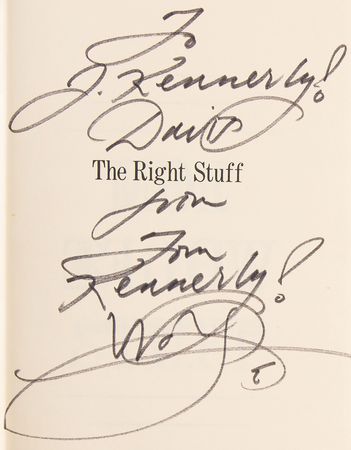 To
J. Kennerly!
David
The Right Stuff
from
Tom
Kennerly!
Wolfe